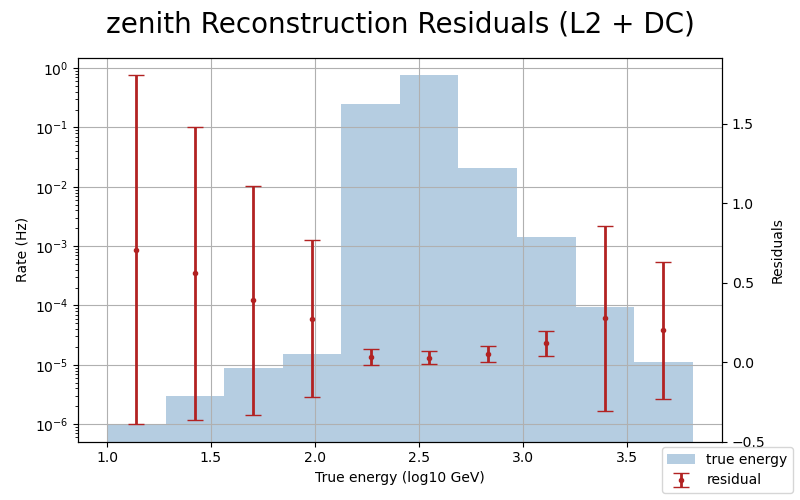 zenith Reconstruction Residuals (L2 + DC)
10⁰
10⁻¹
10⁻²
10⁻³
10⁻⁴
10⁻⁵
10⁻⁶
Rate (Hz)
1.5
1.0
0.5
0.0
−0.5
Residuals
1.0 1.5 2.0 2.5 3.0 3.5
True energy (log10 GeV)
true energy
residual